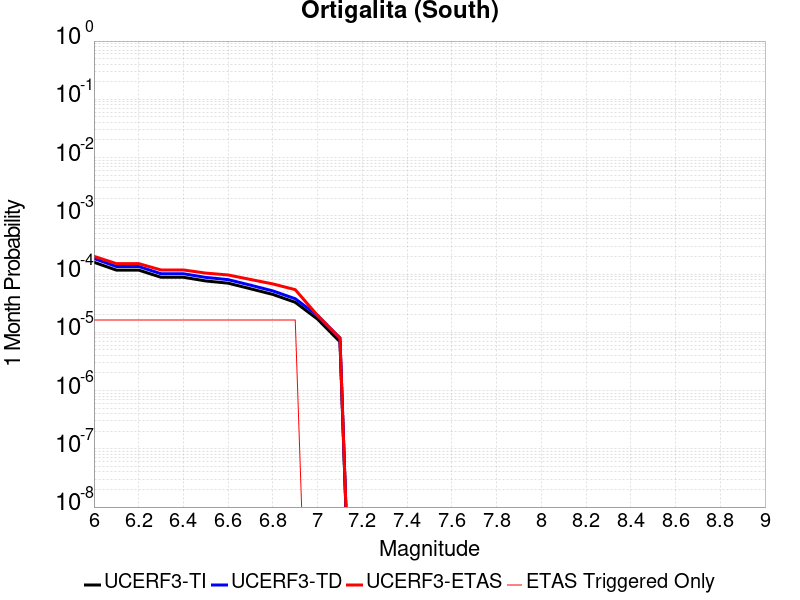 Ortigalita (South)
10^0
10^-1
10^-2
10^-3
10^-4
10^-5
10^-6
10^-7
10^-8
1 Month Probability
6 6.2 6.4 6.6 6.8 7 7.2 7.4 7.6 7.8 8 8.2 8.4 8.6 8.8 9
Magnitude
UCERF3-TI UCERF3-TD UCERF3-ETAS ETAS Triggered Only